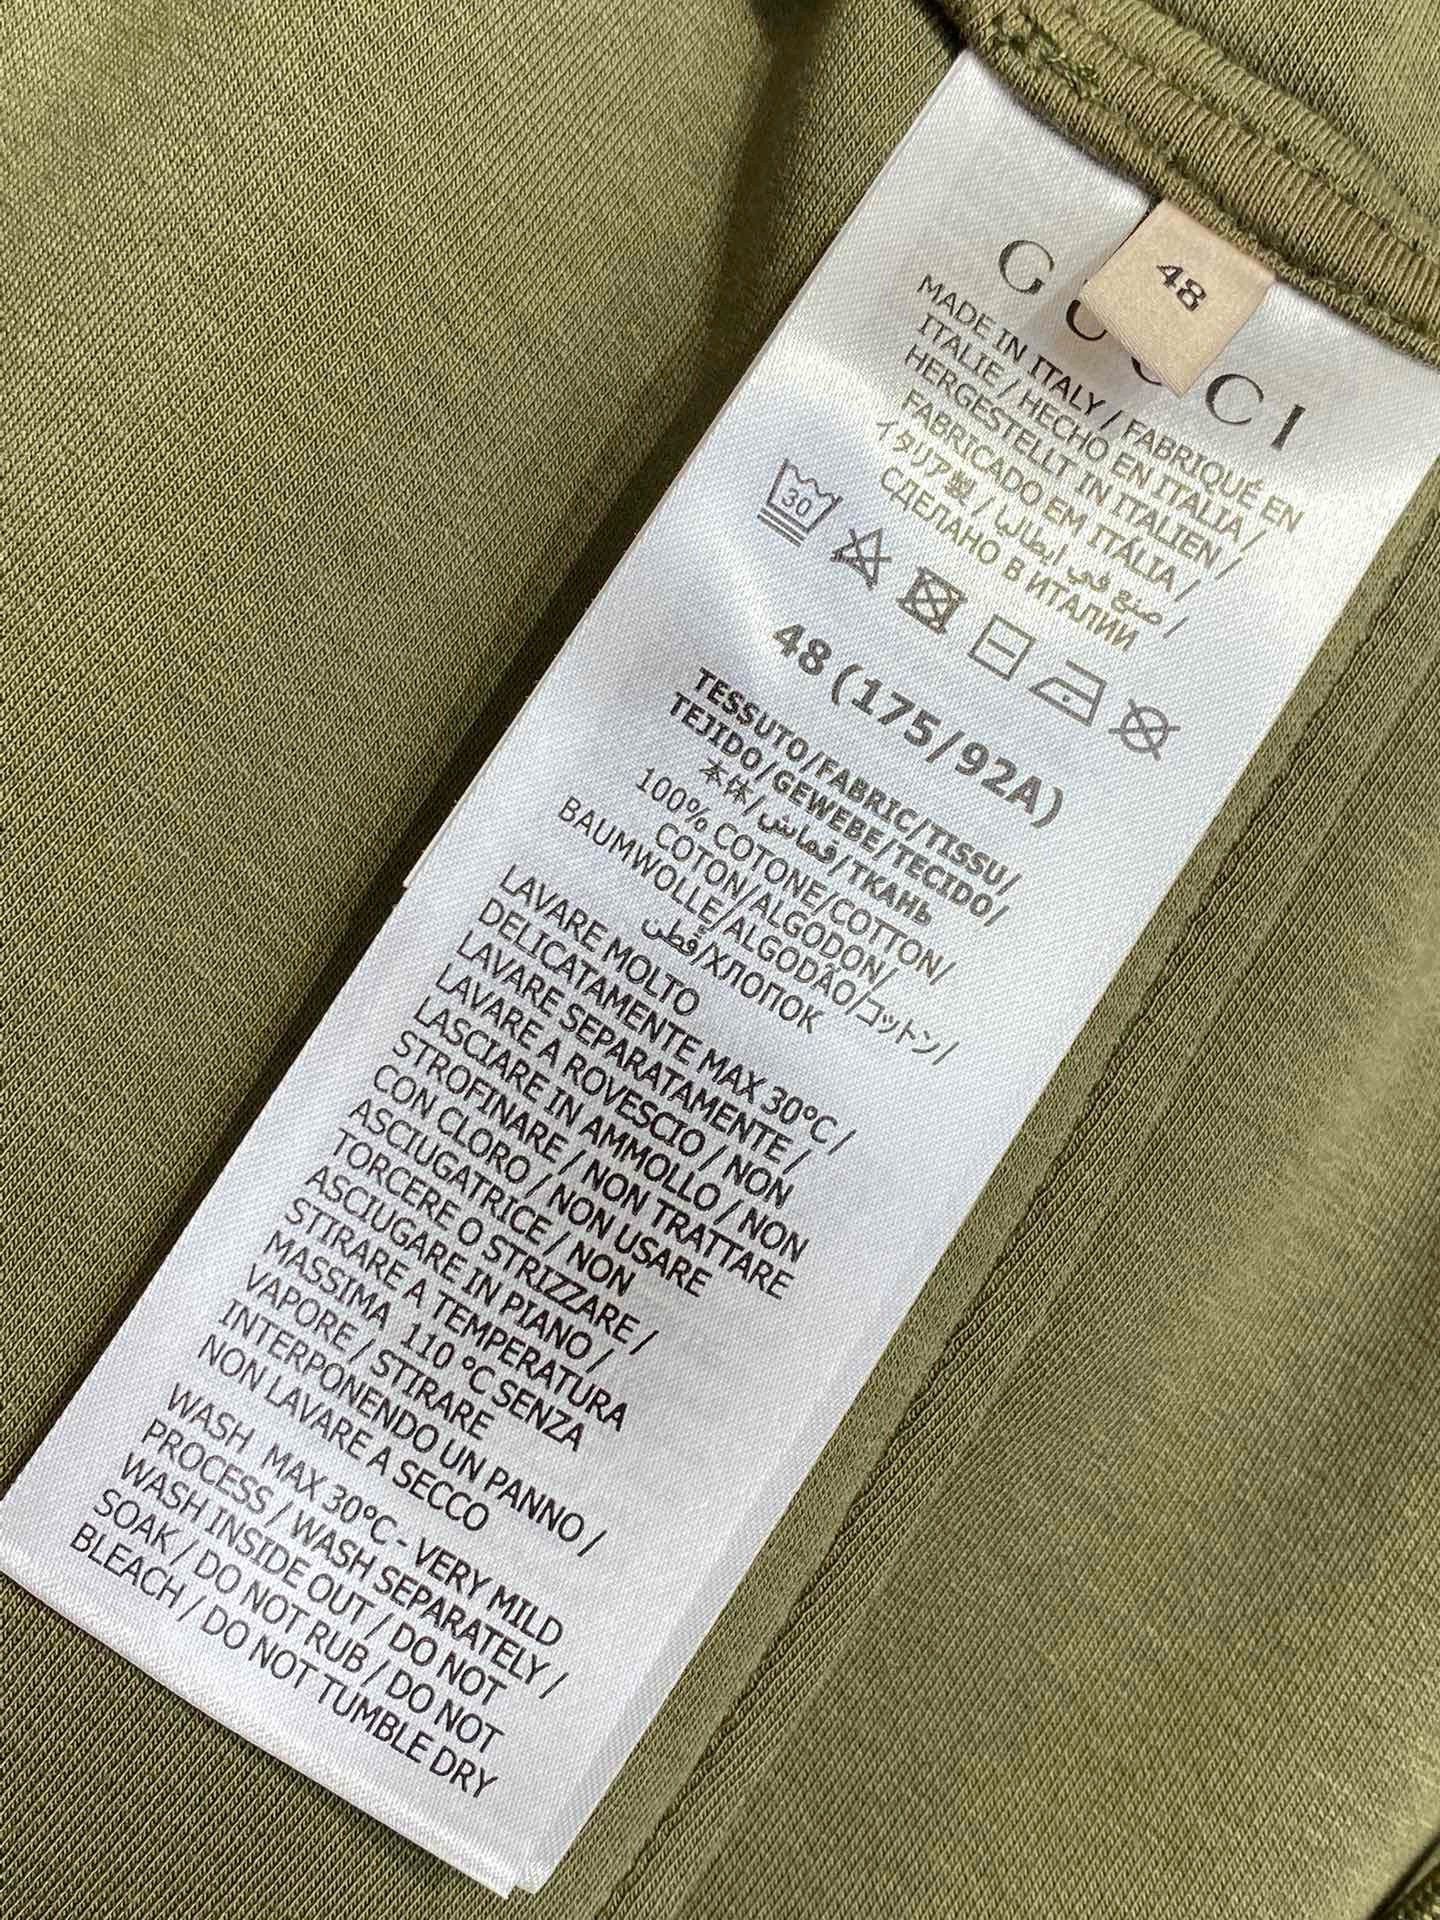 48
GUCCI
MADE IN ITALY / FABRIQUÉ EN
ITALIE / HECHO EN ITALIA /
HERGESTELLT IN ITALIEN /
FABRICADO EM ITÁLIA /
イタリア製 / صنع في إيطاليا /
СДЕЛАНО В ИТАЛИИ
30
48 (175/92A)
TESSUTO/FABRIC/TISSU/
TEJIDO/GEWEBE/TECIDO/
本体/قماش/ТКАНЬ
100% COTONE/COTTON/
COTON/ALGODON/
BAUMWOLLE/ALGODÃO/コットン/
قطن/ХЛОПОК
LAVARE MOLTO
DELICATAMENTE MAX 30°C /
LAVARE SEPARATAMENTE /
LAVARE A ROVESCIO / NON
LASCIARE IN AMMOLLO / NON
STROFINARE / NON TRATTARE
CON CLORO / NON USARE
ASCIUGATRICE / NON
TORCERE O STRIZZARE /
ASCIUGARE IN PIANO /
STIRARE A TEMPERATURA
MASSIMA 110 °C SENZA
VAPORE / STIRARE
INTERPONENDO UN PANNO /
NON LAVARE A SECCO
WASH MAX 30°C - VERY MILD
PROCESS / WASH SEPARATELY /
WASH INSIDE OUT / DO NOT
SOAK / DO NOT RUB / DO NOT
BLEACH / DO NOT TUMBLE DRY